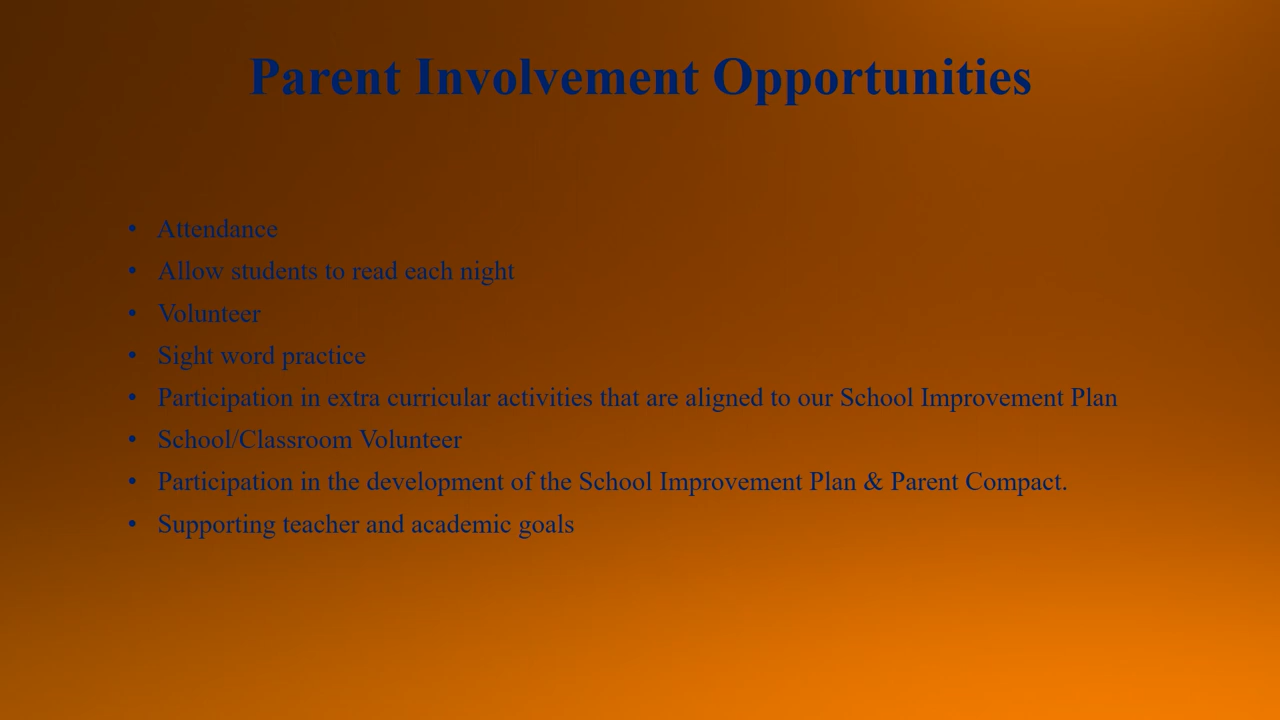 Parent Involvement Opportunities
• Attendance
• Allow students to read each night
• Volunteer
• Sight word practice
• Participation in extra curricular activities that are aligned to our School Improvement Plan
• School/Classroom Volunteer
• Participation in the development of the School Improvement Plan & Parent Compact.
• Supporting teacher and academic goals